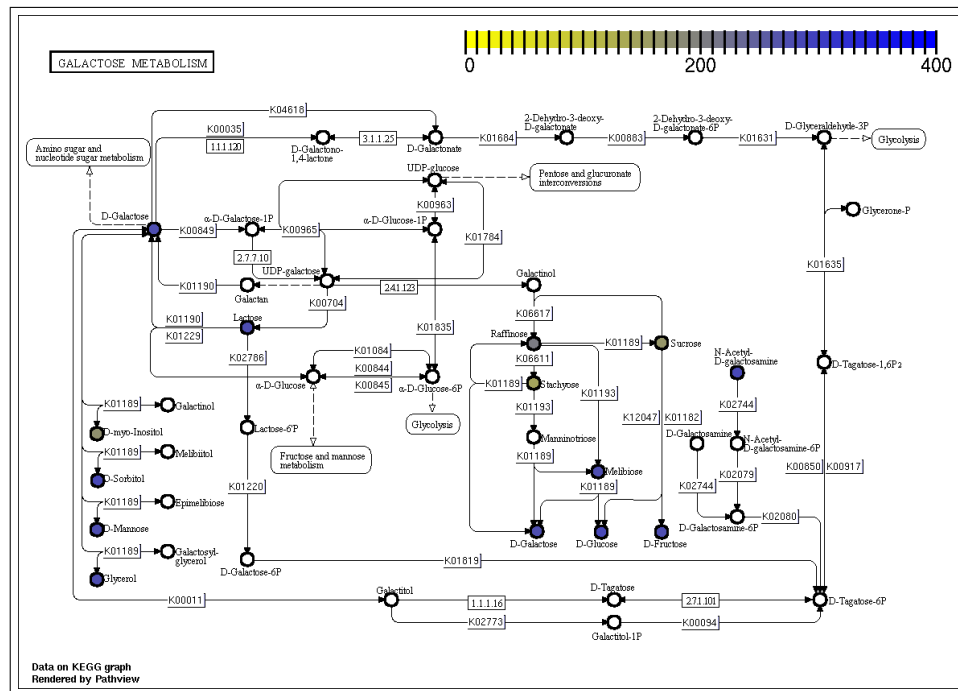 GALACTOSE METABOLISM
0
200
400
K04618
K00035
1.1.1.120
3.1.1.25
D-Galactono-
1,4-lactone
D-Galactonate
K01684
2-Dehydro-3-deoxy-
D-galactonate
K00883
2-Dehydro-3-deoxy-
D-galactonate-6P
K01631
D-Glyceraldehyde-3P
Glycolysis
Amino sugar and
nucleotide sugar metabolism
UDP-glucose
Pentose and glucuronate
interconversions
K00963
D-Galactose
K00849
α-D-Galactose-1P
K00965
α-D-Glucose-1P
K01784
Glycerone-P
2.7.7.10
UDP-galactose
K01190
Galactan
2.4.1.123
Galactinol
K01635
K00704
K06617
K01190
K01229
Lactose
K01835
Raffinose
K01189
Sucrose
K02786
K01084
K00844
K00845
α-D-Glucose
α-D-Glucose-6P
K06611
K01189
Stachyose
K01193
N-Acetyl-
D-galactosamine
D-Tagatose-1,6P2
K01189
Galactinol
D-myo-Inositol
Lactose-6'P
Glycolysis
K01193
K12047
K01182
K02744
Manninotriose
D-Galactosamine
N-Acetyl-
D-galactosamine-6P
K01189
Melibiitol
D-Sorbitol
Fructose and mannose
metabolism
K01189
Melibiose
K01189
K02744
K02079
K00850
K00917
K01220
K01189
Epimelibiose
D-Mannose
D-Galactose
D-Glucose
D-Fructose
D-Galactosamine-6P
K02080
K01189
Galactosyl-
glycerol
Glycerol
D-Galactose-6P
K01819
K00011
Galactitol
1.1.1.16
D-Tagatose
2.7.1.101
D-Tagatose-6P
K02773
Galactitol-1P
K00094
Data on KEGG graph
Rendered by Pathview